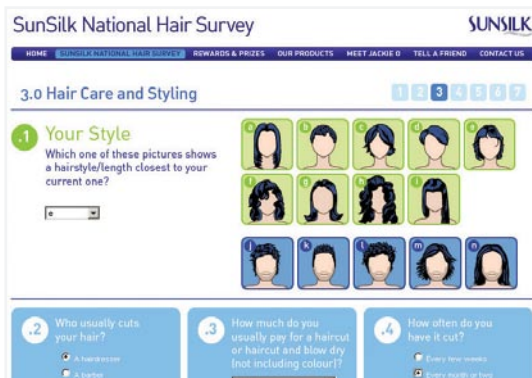 SunSilk National Hair Survey
SUNSILK
HOME SUNSILK NATIONAL HAIR SURVEY REWARDS & PRIZES OUR PRODUCTS MEET JACKIE O TELL A FRIEND CONTACT US
3.0 Hair Care and Styling
1 2 3 4 5 6 7
.1 Your Style
Which one of these pictures shows
a hairstyle/length closest to your
current one?
e
a b c d e
f g h i
j k l m n
.2 Who usually cuts
your hair?
A hairdresser
A barber
.3 How much do you
usually pay for a haircut
or haircut and blow dry
(not including colour)?
.4 How often do you
have it cut?
Every few weeks
Every month or two